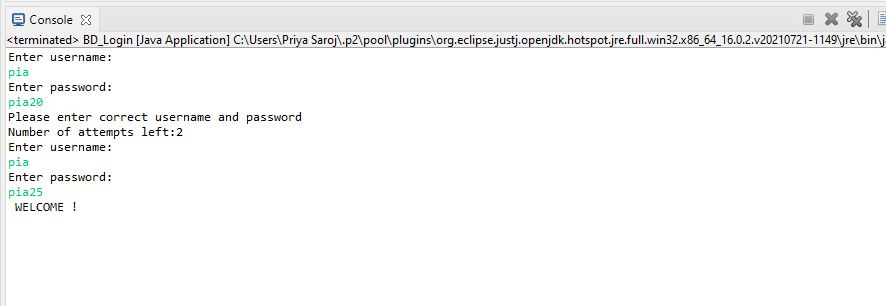 Console
<terminated> BD_Login [Java Application] C:\Users\Priya Saroj\.p2\pool\plugins\org.eclipse.justj.openjdk.hotspot.jre.full.win32.x86_64_16.0.2.v20210721-1149\jre\bin\j
Enter username:
pia
Enter password:
pia20
Please enter correct username and password
Number of attempts left:2
Enter username:
pia
Enter password:
pia25
WELCOME !